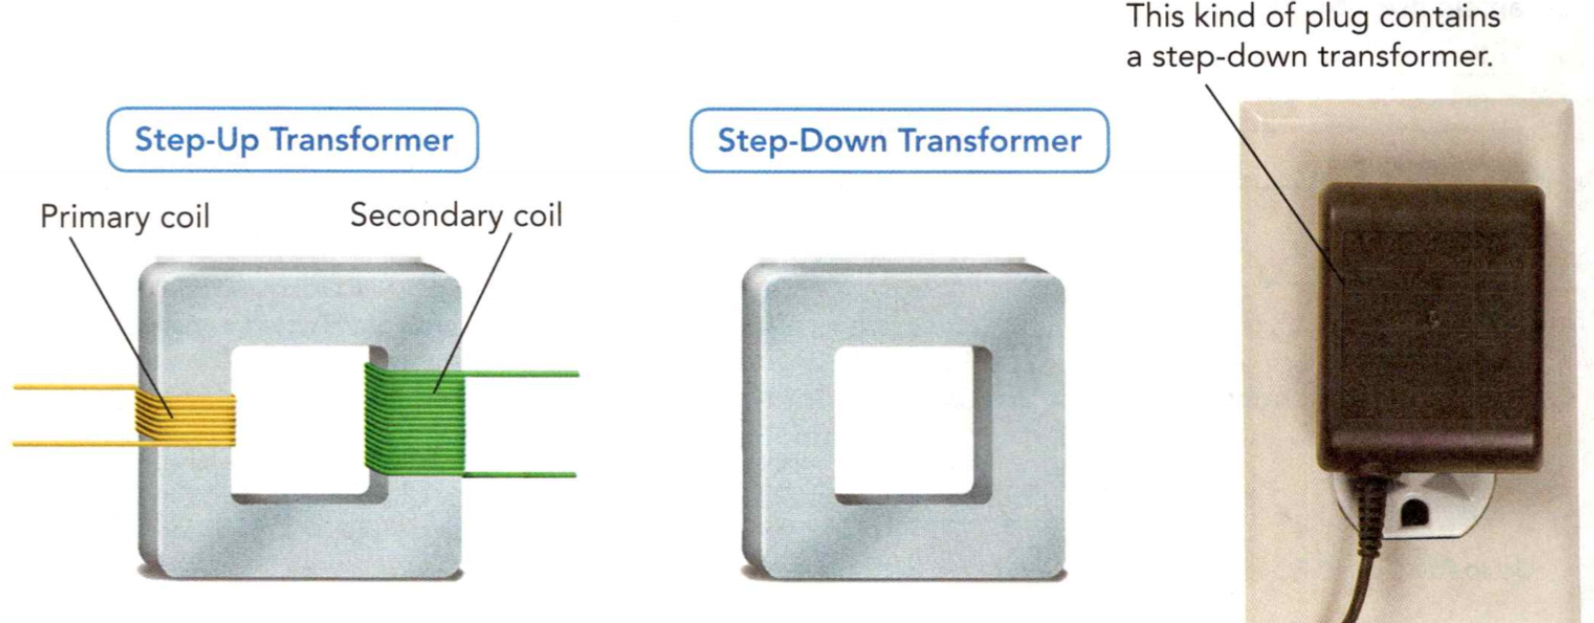 This kind of plug contains
a step-down transformer.
Step-Up Transformer
Step-Down Transformer
Primary coil
Secondary coil